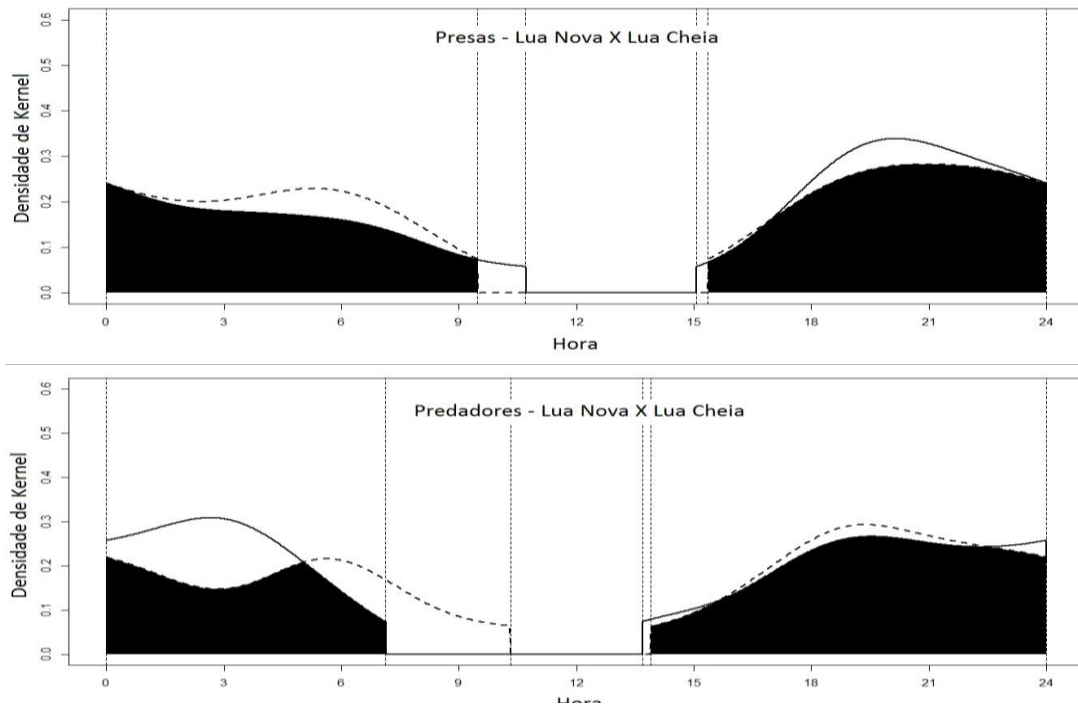 Presas - Lua Nova X Lua Cheia
Densidade de Kernel
0.6
0.5
0.4
0.3
0.2
0.1
0.0
0 3 6 9 12 15 18 21 24
Hora
Predadores - Lua Nova X Lua Cheia
Densidade de Kernel
0.6
0.5
0.4
0.3
0.2
0.1
0.0
0 3 6 9 12 15 18 21 24
Hora